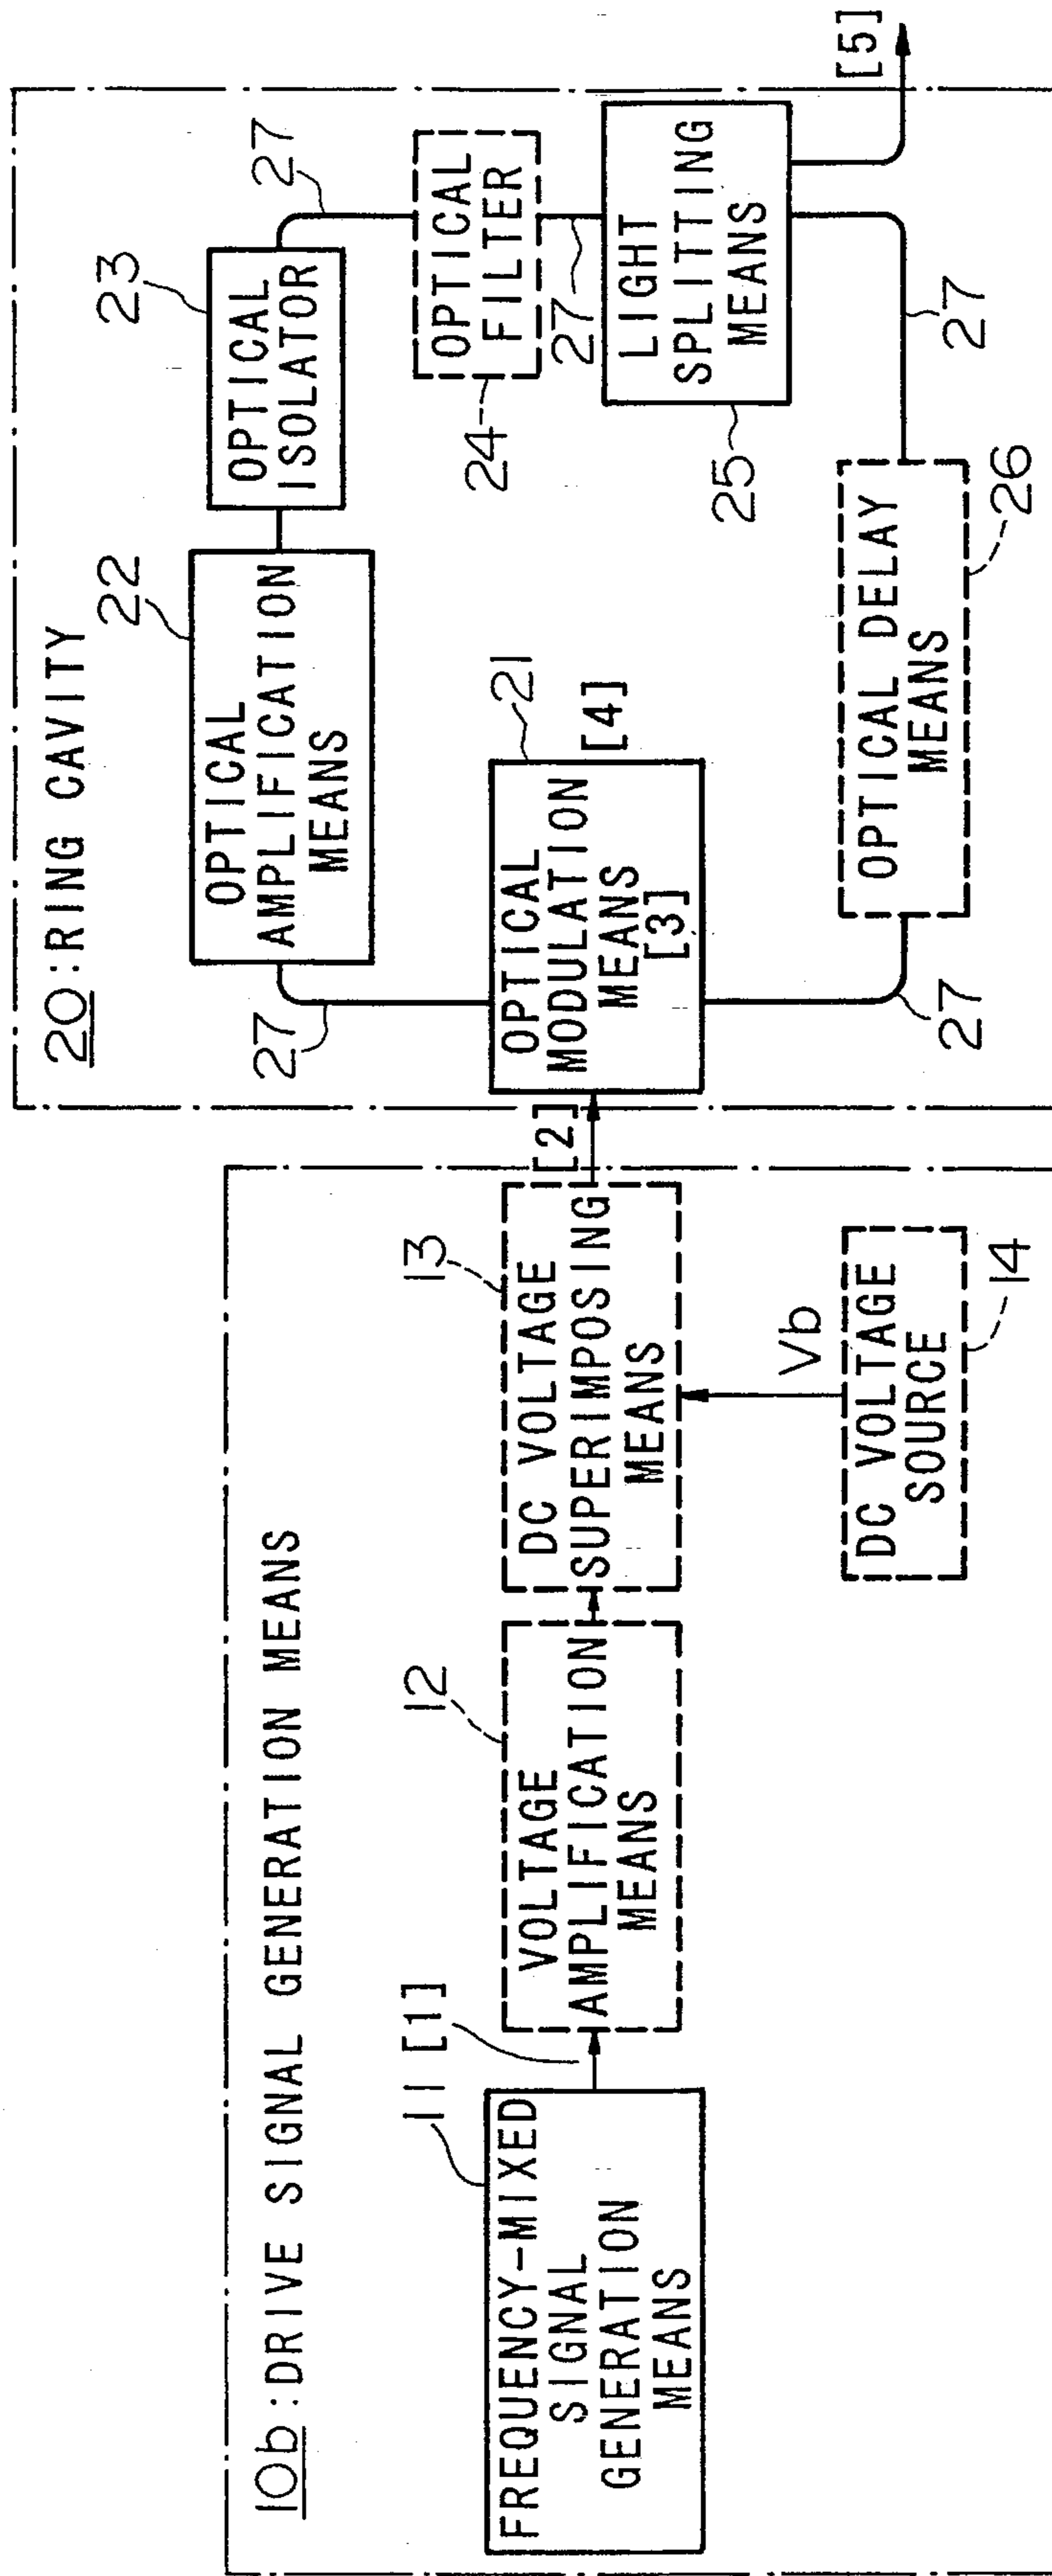 10b:DRIVE SIGNAL GENERATION MEANS
11
[1]
FREQUENCY-MIXED
SIGNAL
GENERATION
MEANS
12
VOLTAGE
AMPLIFICATION
MEANS
13
DC VOLTAGE
SUPERIMPOSING
MEANS
[2]
Vb
DC VOLTAGE
SOURCE
14
20:RING CAVITY
22
OPTICAL
AMPLIFICATION
MEANS
23
OPTICAL
ISOLATOR
27
27
21
OPTICAL
MODULATION
MEANS
[3]
[4]
OPTICAL
FILTER
24
27
LIGHT
SPLITTING
MEANS
25
[5]
27
OPTICAL DELAY
MEANS
26
27